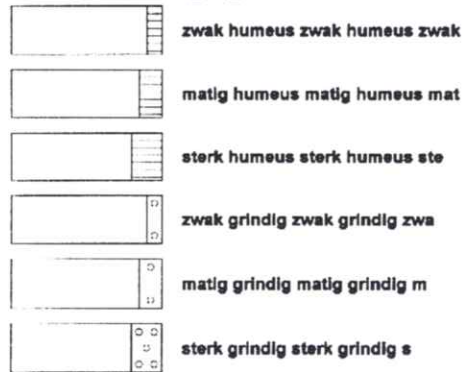 zwak humeus zwak humeus zwak
matig humeus matig humeus mat
sterk humeus sterk humeus ste
zwak grindig zwak grindig zwa
matig grindig matig grindig m
sterk grindig sterk grindig s